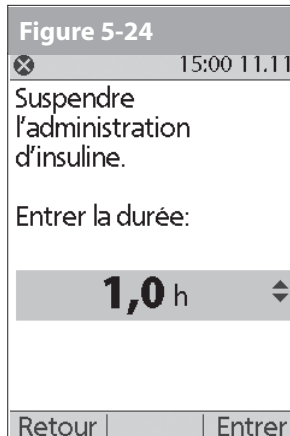 Figure 5-24
15:00 11.11
Suspendre
l'administration
d'insuline.
Entrer la durée:
1,0 h
Retour | | Entrer